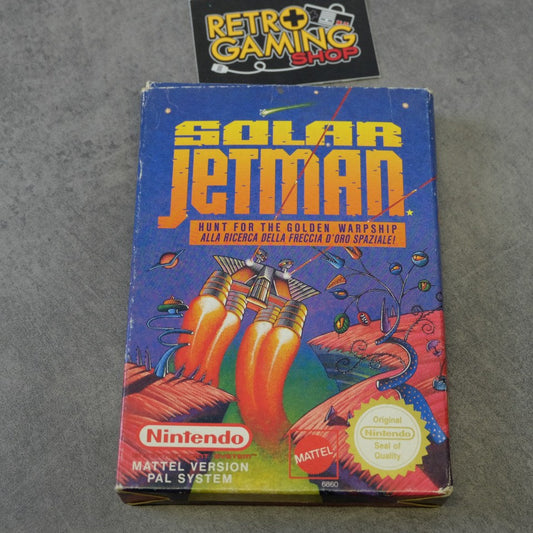 RETRO
GAMING
SHOP
SOLAR
JETMAN
HUNT FOR THE GOLDEN WARPSHIP
ALLA RICERCA DELLA FRECCIA D'ORO SPAZIALE!
Nintendo
MATTEL VERSION
PAL SYSTEM
MATTEL
6860
Original
Nintendo
Seal of
Quality